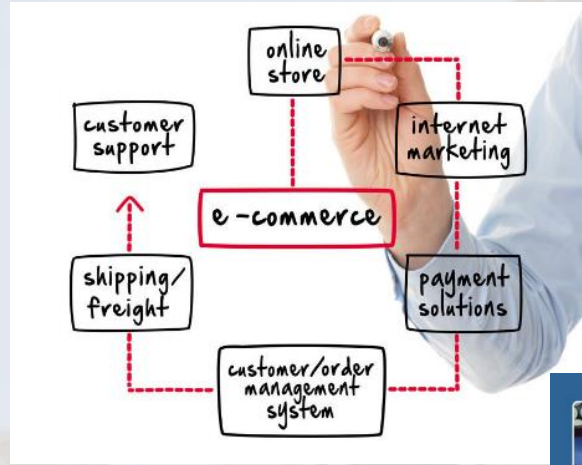 online
store
internet
marketing
customer
support
e-commerce
shipping/
freight
payment
solutions
customer/order
management
system